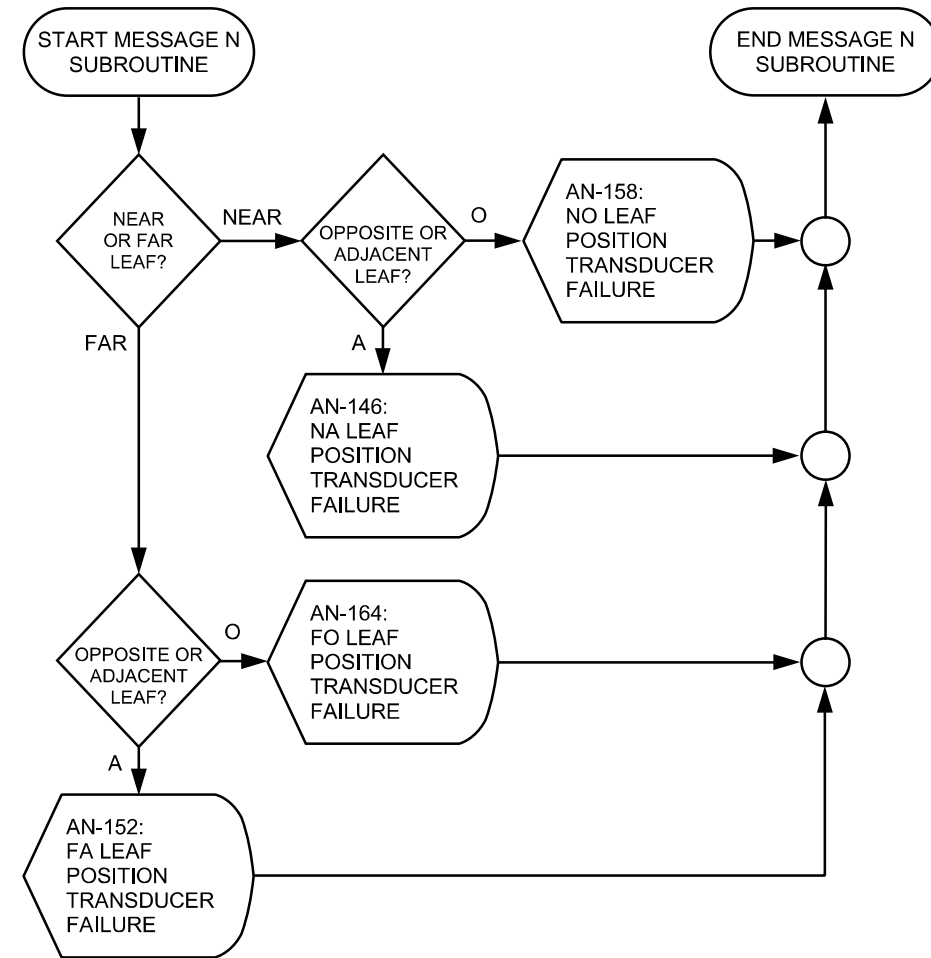 START MESSAGE N
SUBROUTINE
END MESSAGE N
SUBROUTINE
NEAR
OR FAR
LEAF?
NEAR
OPPOSITE OR
ADJACENT
LEAF?
O
AN-158:
NO LEAF
POSITION
TRANSDUCER
FAILURE
FAR
A
AN-146:
NA LEAF
POSITION
TRANSDUCER
FAILURE
OPPOSITE OR
ADJACENT
LEAF?
O
AN-164:
FO LEAF
POSITION
TRANSDUCER
FAILURE
A
AN-152:
FA LEAF
POSITION
TRANSDUCER
FAILURE